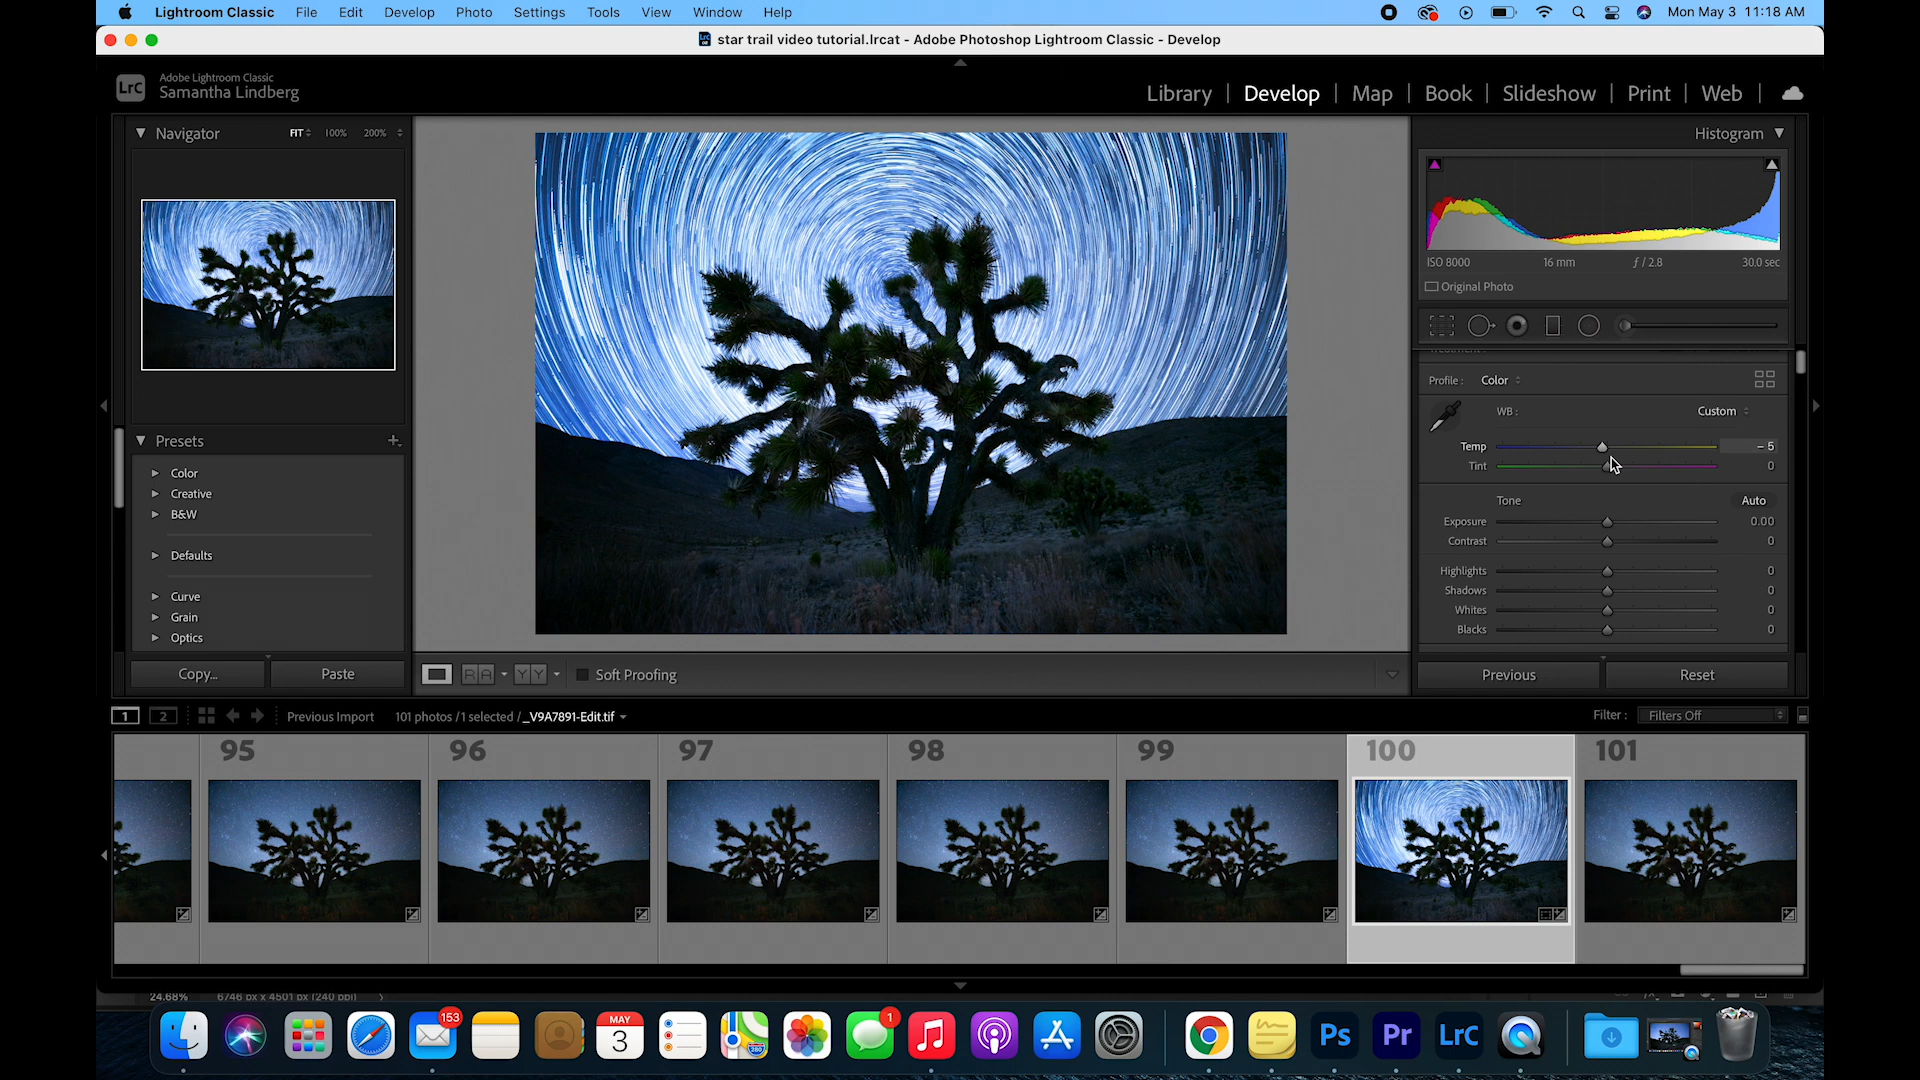 Lightroom Classic File Edit Develop Photo Settings Tools View Window Help Mon May 3 11:18 AM
star trail video tutorial.lrcat - Adobe Photoshop Lightroom Classic - Develop
LrC Adobe Lightroom Classic
Samantha Lindberg
Library | Develop | Map | Book | Slideshow | Print | Web |
Navigator FIT 100% 200%
Histogram
ISO 8000 16 mm ƒ / 2.8 30.0 sec
Original Photo
Profile : Color
WB : Custom
Temp – 5
Tint 0
Tone Auto
Exposure 0.00
Contrast 0
Highlights 0
Shadows 0
Whites 0
Blacks 0
Previous Reset
Presets
Color
Creative
B&W
Defaults
Curve
Grain
Optics
Copy... Paste
R A Y Y Soft Proofing
1 2 Previous Import 101 photos / 1 selected / _V9A7891-Edit.tif Filter : Filters Off
95 96 97 98 99 100 101
24.68% 6746 px x 4501 px (240 ppi)
153 MAY 3 280 1 Ps Pr LrC